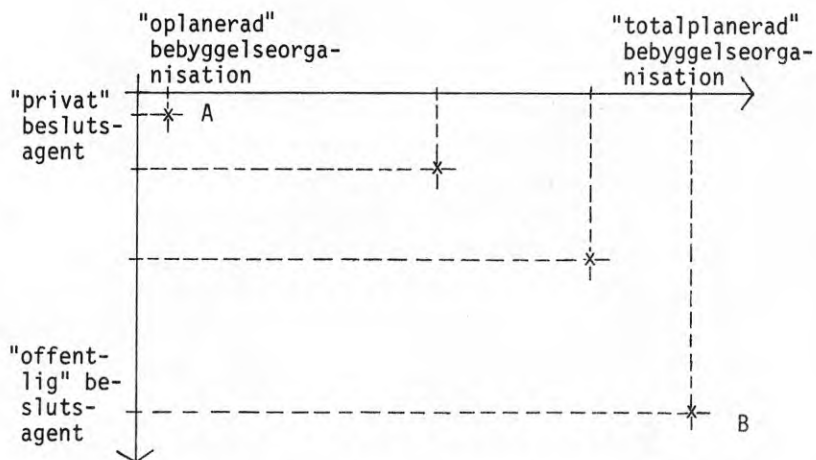 "oplanerad"
bebyggelseorga-
nisation
"totalplanerad"
bebyggelseorga-
nisation
"privat"
besluts-
agent
A
"offent-
lig" be-
sluts-
agent
B